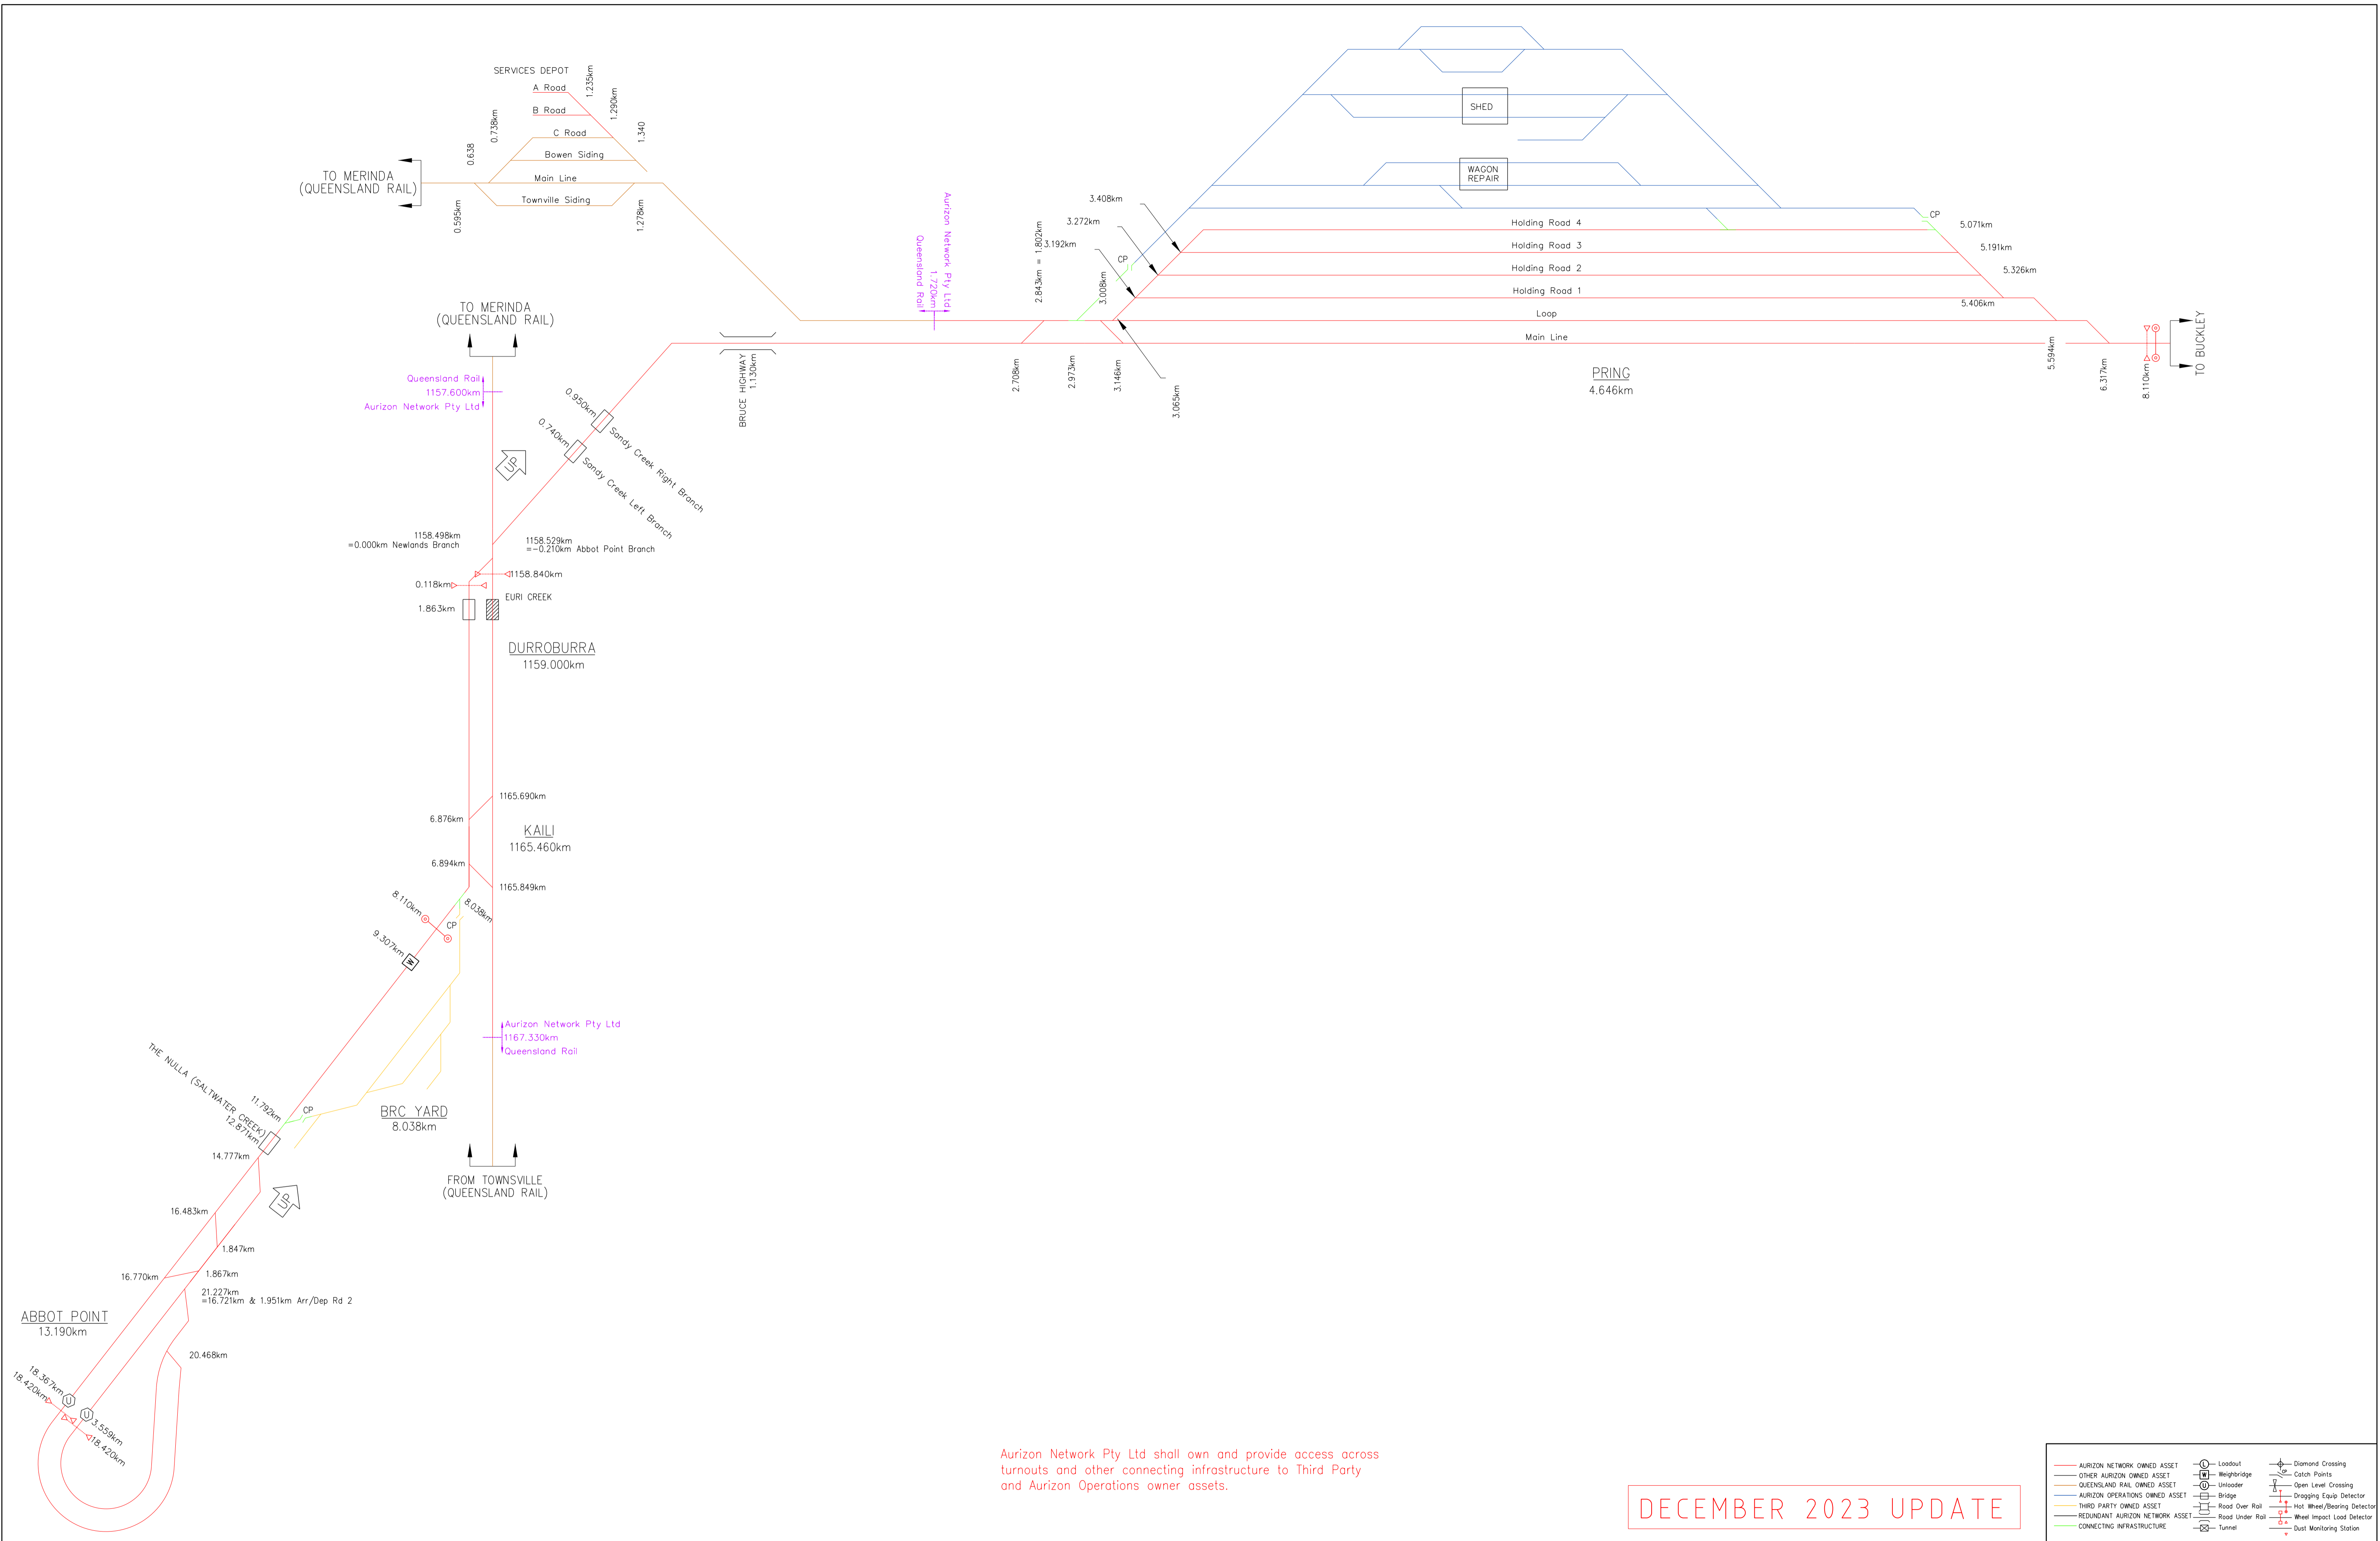 SERVICES DEPOT
A Road
B Road
C Road
Bowen Siding
Main Line
Townville Siding
1.235km
1.290km
1.340
0.738km
0.638
0.595km
1.278km
TO MERINDA
(QUEENSLAND RAIL)
Queensland Rail
1.720km
Aurizon Network Pty Ltd
2.843km = 1.802km
SHED
WAGON
REPAIR
3.408km
3.272km
3.192km
CP
3.008km
Holding Road 4
Holding Road 3
Holding Road 2
Holding Road 1
Loop
Main Line
CP
5.071km
5.191km
5.326km
5.406km
2.708km
2.973km
3.146km
3.065km
PRING
4.646km
5.594km
6.317km
8.110km
TO BUCKLEY
TO MERINDA
(QUEENSLAND RAIL)
Queensland Rail
1157.600km
Aurizon Network Pty Ltd
BRUCE HIGHWAY
1.130km
0.950km
Sandy Creek Right Branch
0.740km
Sandy Creek Left Branch
UP
1158.498km
=0.000km Newlands Branch
1158.529km
=-0.210km Abbot Point Branch
1158.840km
0.118km
EURI CREEK
1.863km
DURROBURRA
1159.000km
1165.690km
6.876km
KAILI
1165.460km
6.894km
1165.849km
8.038km
8.110km
CP
9.307km
W
Aurizon Network Pty Ltd
1167.330km
Queensland Rail
THE NULLA (SALTWATER CREEK)
12.871km
11.792km
CP
BRC YARD
8.038km
FROM TOWNSVILLE
(QUEENSLAND RAIL)
14.777km
UP
16.483km
1.847km
16.770km
1.867km
21.227km
=16.721km & 1.951km Arr/Dep Rd 2
ABBOT POINT
13.190km
20.468km
18.367km
18.420km
U
U
3.559km
18.420km
Aurizon Network Pty Ltd shall own and provide access across
turnouts and other connecting infrastructure to Third Party
and Aurizon Operations owner assets.
DECEMBER 2023 UPDATE
AURIZON NETWORK OWNED ASSET
OTHER AURIZON OWNED ASSET
QUEENSLAND RAIL OWNED ASSET
AURIZON OPERATIONS OWNED ASSET
THIRD PARTY OWNED ASSET
REDUNDANT AURIZON NETWORK ASSET
CONNECTING INFRASTRUCTURE
L Loadout
W Weighbridge
U Unloader
Bridge
Road Over Rail
Road Under Rail
Tunnel
Diamond Crossing
CP Catch Points
Open Level Crossing
Dragging Equip Detector
Hot Wheel/Bearing Detector
Wheel Impact Load Detector
Dust Monitoring Station